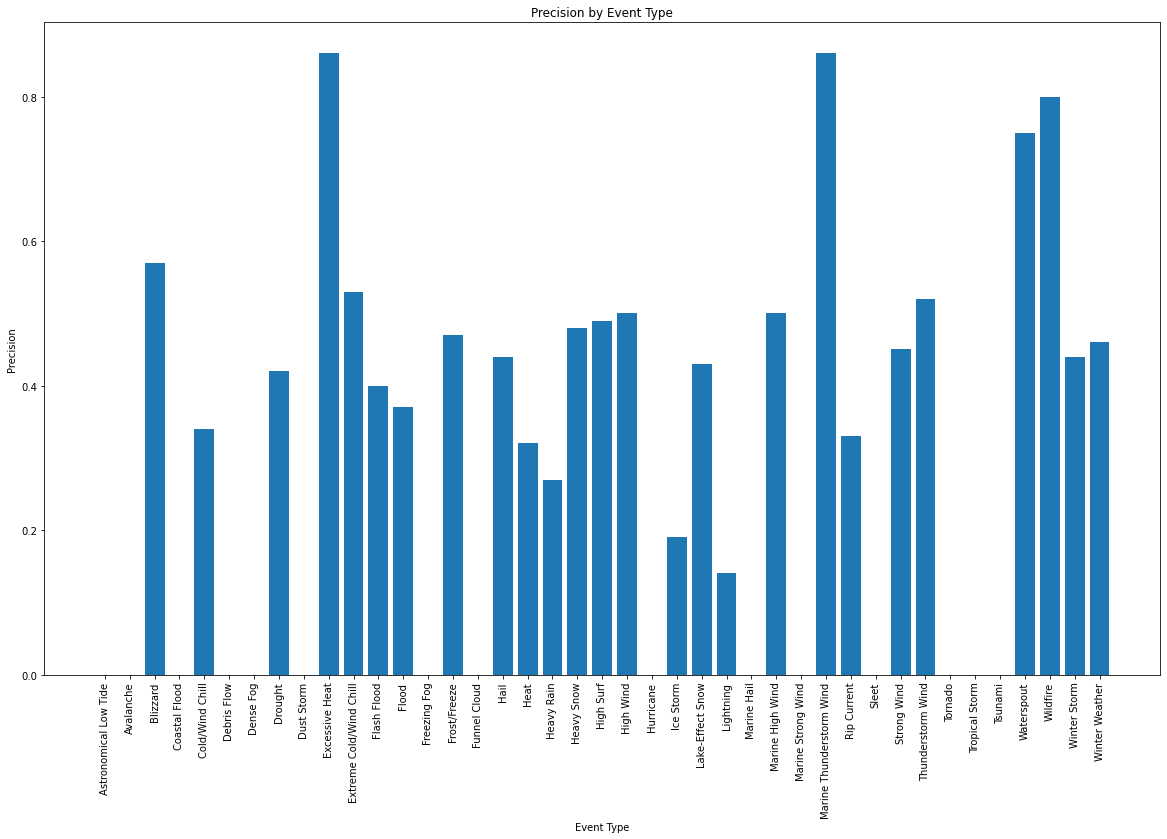 Precision by Event Type
Precision
0.8
0.6
0.4
0.2
0.0
Astronomical Low Tide
Avalanche
Blizzard
Coastal Flood
Cold/Wind Chill
Debris Flow
Dense Fog
Drought
Dust Storm
Excessive Heat
Extreme Cold/Wind Chill
Flash Flood
Flood
Freezing Fog
Frost/Freeze
Funnel Cloud
Hail
Heat
Heavy Rain
Heavy Snow
High Surf
High Wind
Hurricane
Ice Storm
Lake-Effect Snow
Lightning
Marine Hail
Marine High Wind
Marine Strong Wind
Marine Thunderstorm Wind
Rip Current
Sleet
Strong Wind
Thunderstorm Wind
Tornado
Tropical Storm
Tsunami
Waterspout
Wildfire
Winter Storm
Winter Weather
Event Type